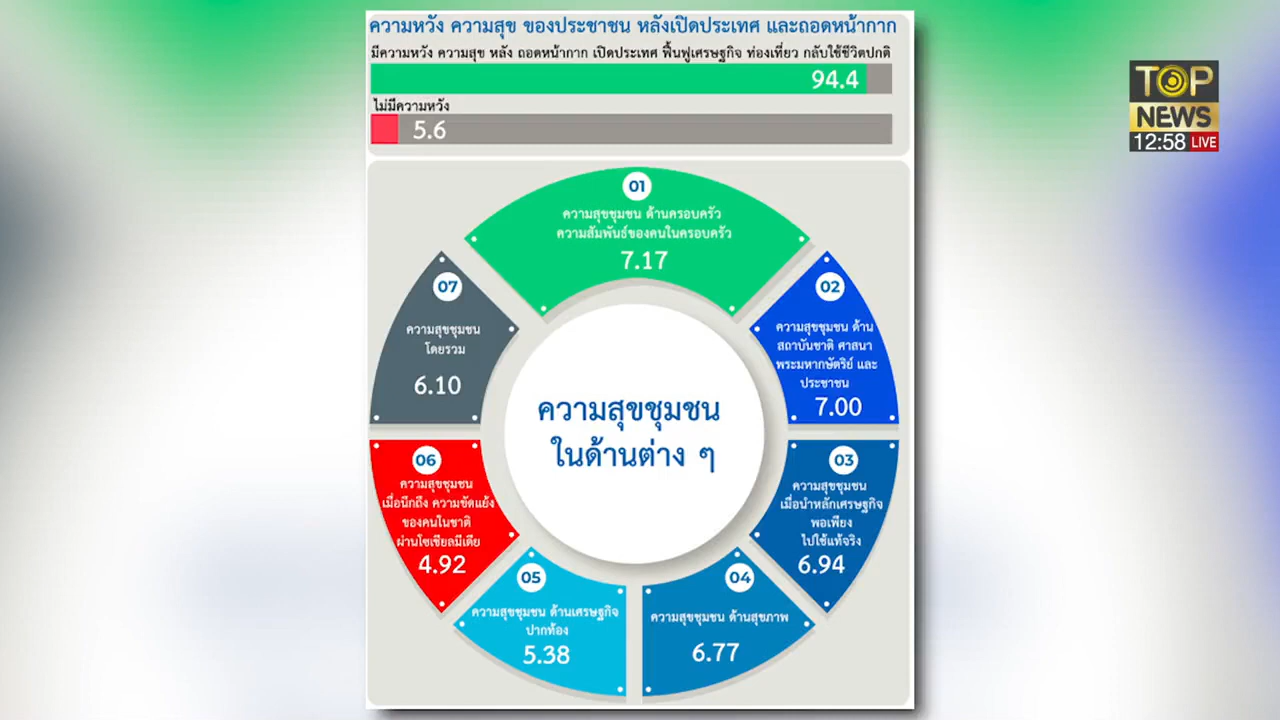 ความหวัง ความสุข ของประชาชน หลังเปิดประเทศ และถอดหน้ากาก
มีความหวัง ความสุข หลัง ถอดหน้ากาก เปิดประเทศ ฟื้นฟูเศรษฐกิจ ท่องเที่ยว กลับใช้ชีวิตปกติ
94.4
ไม่มีความหวัง
5.6
TOP
NEWS
12:58 LIVE
01
ความสุขชุมชน ด้านครอบครัว
ความสัมพันธ์ของคนในครอบครัว
7.17
02
ความสุขชุมชน ด้าน
สถาบันชาติ ศาสนา
พระมหากษัตริย์ และ
ประชาชน
7.00
03
ความสุขชุมชน
เมื่อนำหลักเศรษฐกิจ
พอเพียง
ไปใช้แท้จริง
6.94
04
ความสุขชุมชน ด้านสุขภาพ
6.77
05
ความสุขชุมชน ด้านเศรษฐกิจ
ปากท้อง
5.38
06
ความสุขชุมชน
เมื่อนึกถึง ความขัดแย้ง
ของคนในชาติ
ผ่านโซเชียลมีเดีย
4.92
07
ความสุขชุมชน
โดยรวม
6.10
ความสุขชุมชน
ในด้านต่าง ๆ